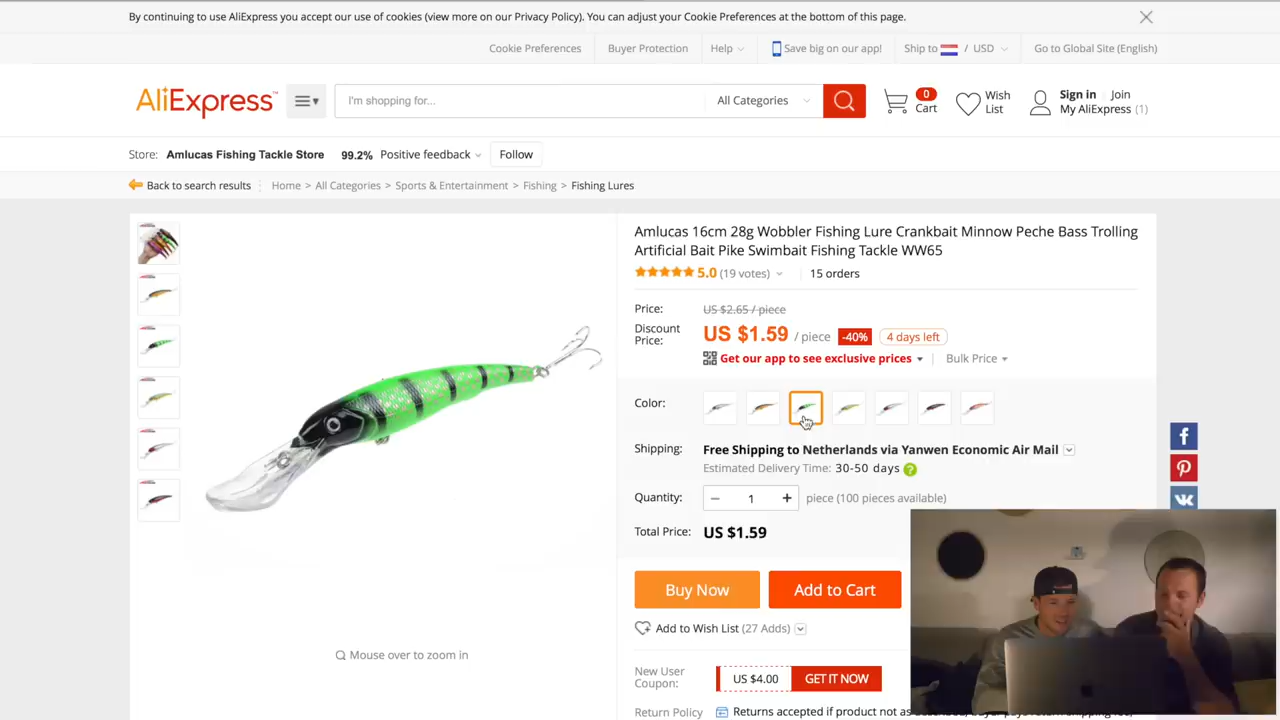 By continuing to use AliExpress you accept our use of cookies (view more on our Privacy Policy). You can adjust your Cookie Preferences at the bottom of this page.
Cookie Preferences
Buyer Protection
Help
Save big on our app!
Ship to / USD
Go to Global Site (English)
AliExpress™
I'm shopping for...
All Categories
0
Cart
Wish
List
Sign in Join
My AliExpress (1)
Store: Amlucas Fishing Tackle Store 99.2% Positive feedback Follow
Back to search results
Home > All Categories > Sports & Entertainment > Fishing > Fishing Lures
Amlucas 16cm 28g Wobbler Fishing Lure Crankbait Minnow Peche Bass Trolling
Artificial Bait Pike Swimbait Fishing Tackle WW65
5.0 (19 votes) 15 orders
Price: US $2.65 / piece
Discount
Price:
US $1.59 / piece -40% 4 days left
Get our app to see exclusive prices Bulk Price
Color:
Shipping: Free Shipping to Netherlands via Yanwen Economic Air Mail
Estimated Delivery Time: 30-50 days ?
Quantity: − 1 + piece (100 pieces available)
Total Price: US $1.59
Buy Now
Add to Cart
Add to Wish List (27 Adds)
Mouse over to zoom in
New User
Coupon:
US $4.00 GET IT NOW
Return Policy Returns accepted if product not as